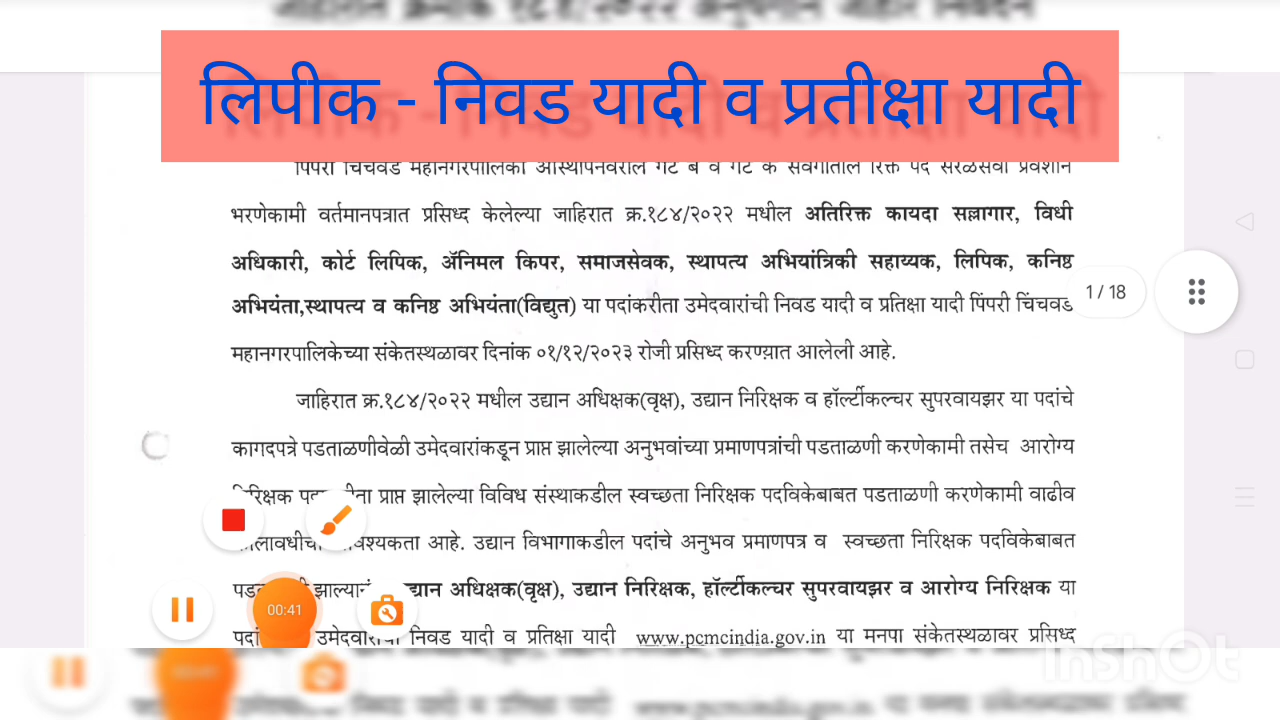 जाहिरात क्रमांक १८४/२०२२ अनुषंगाने जाहीर निवेदन
लिपीक - निवड यादी व प्रतीक्षा यादी
पिंपरी चिंचवड महानगरपालिका आस्थापनेवरील गट ब व गट क संवर्गातील रिक्त पदे सरळसेवा प्रवेशाने
भरणेकामी वर्तमानपत्रात प्रसिध्द केलेल्या जाहिरात क्र.१८४/२०२२ मधील अतिरिक्त कायदा सल्लागार, विधी
अधिकारी, कोर्ट लिपिक, ॲनिमल किपर, समाजसेवक, स्थापत्य अभियांत्रिकी सहाय्यक, लिपिक, कनिष्ठ
अभियंता,स्थापत्य व कनिष्ठ अभियंता(विद्युत) या पदांकरीता उमेदवारांची निवड यादी व प्रतिक्षा यादी पिंपरी चिंचवड
1 / 18
महानगरपालिकेच्या संकेतस्थळावर दिनांक ०१/१२/२०२३ रोजी प्रसिध्द करण्यात आलेली आहे.
जाहिरात क्र.१८४/२०२२ मधील उद्यान अधिक्षक(वृक्ष), उद्यान निरिक्षक व हॉर्ल्टीकल्चर सुपरवायझर या पदांचे
कागदपत्रे पडताळणीवेळी उमेदवारांकडून प्राप्त झालेल्या अनुभवांच्या प्रमाणपत्रांची पडताळणी करणेकामी तसेच आरोग्य
निरिक्षक प प्राप्त झालेल्या विविध संस्थाकडील स्वच्छता निरिक्षक पदविकेबाबत पडताळणी करणेकामी वाढीव
आहे. उद्यान विभागाकडील पदांचे अनुभव प्रमाणपत्र व स्वच्छता निरिक्षक पदविकेबाबत
झाल्यानं द्यान अधिक्षक(वृक्ष), उद्यान निरिक्षक, हॉर्ल्टीकल्चर सुपरवायझर व आरोग्य निरिक्षक या
00:41
पदां निवड यादी व प्रतिक्षा यादी www.pcmcindia.gov.in या मनपा संकेतस्थळावर प्रसिध्द
InShOt